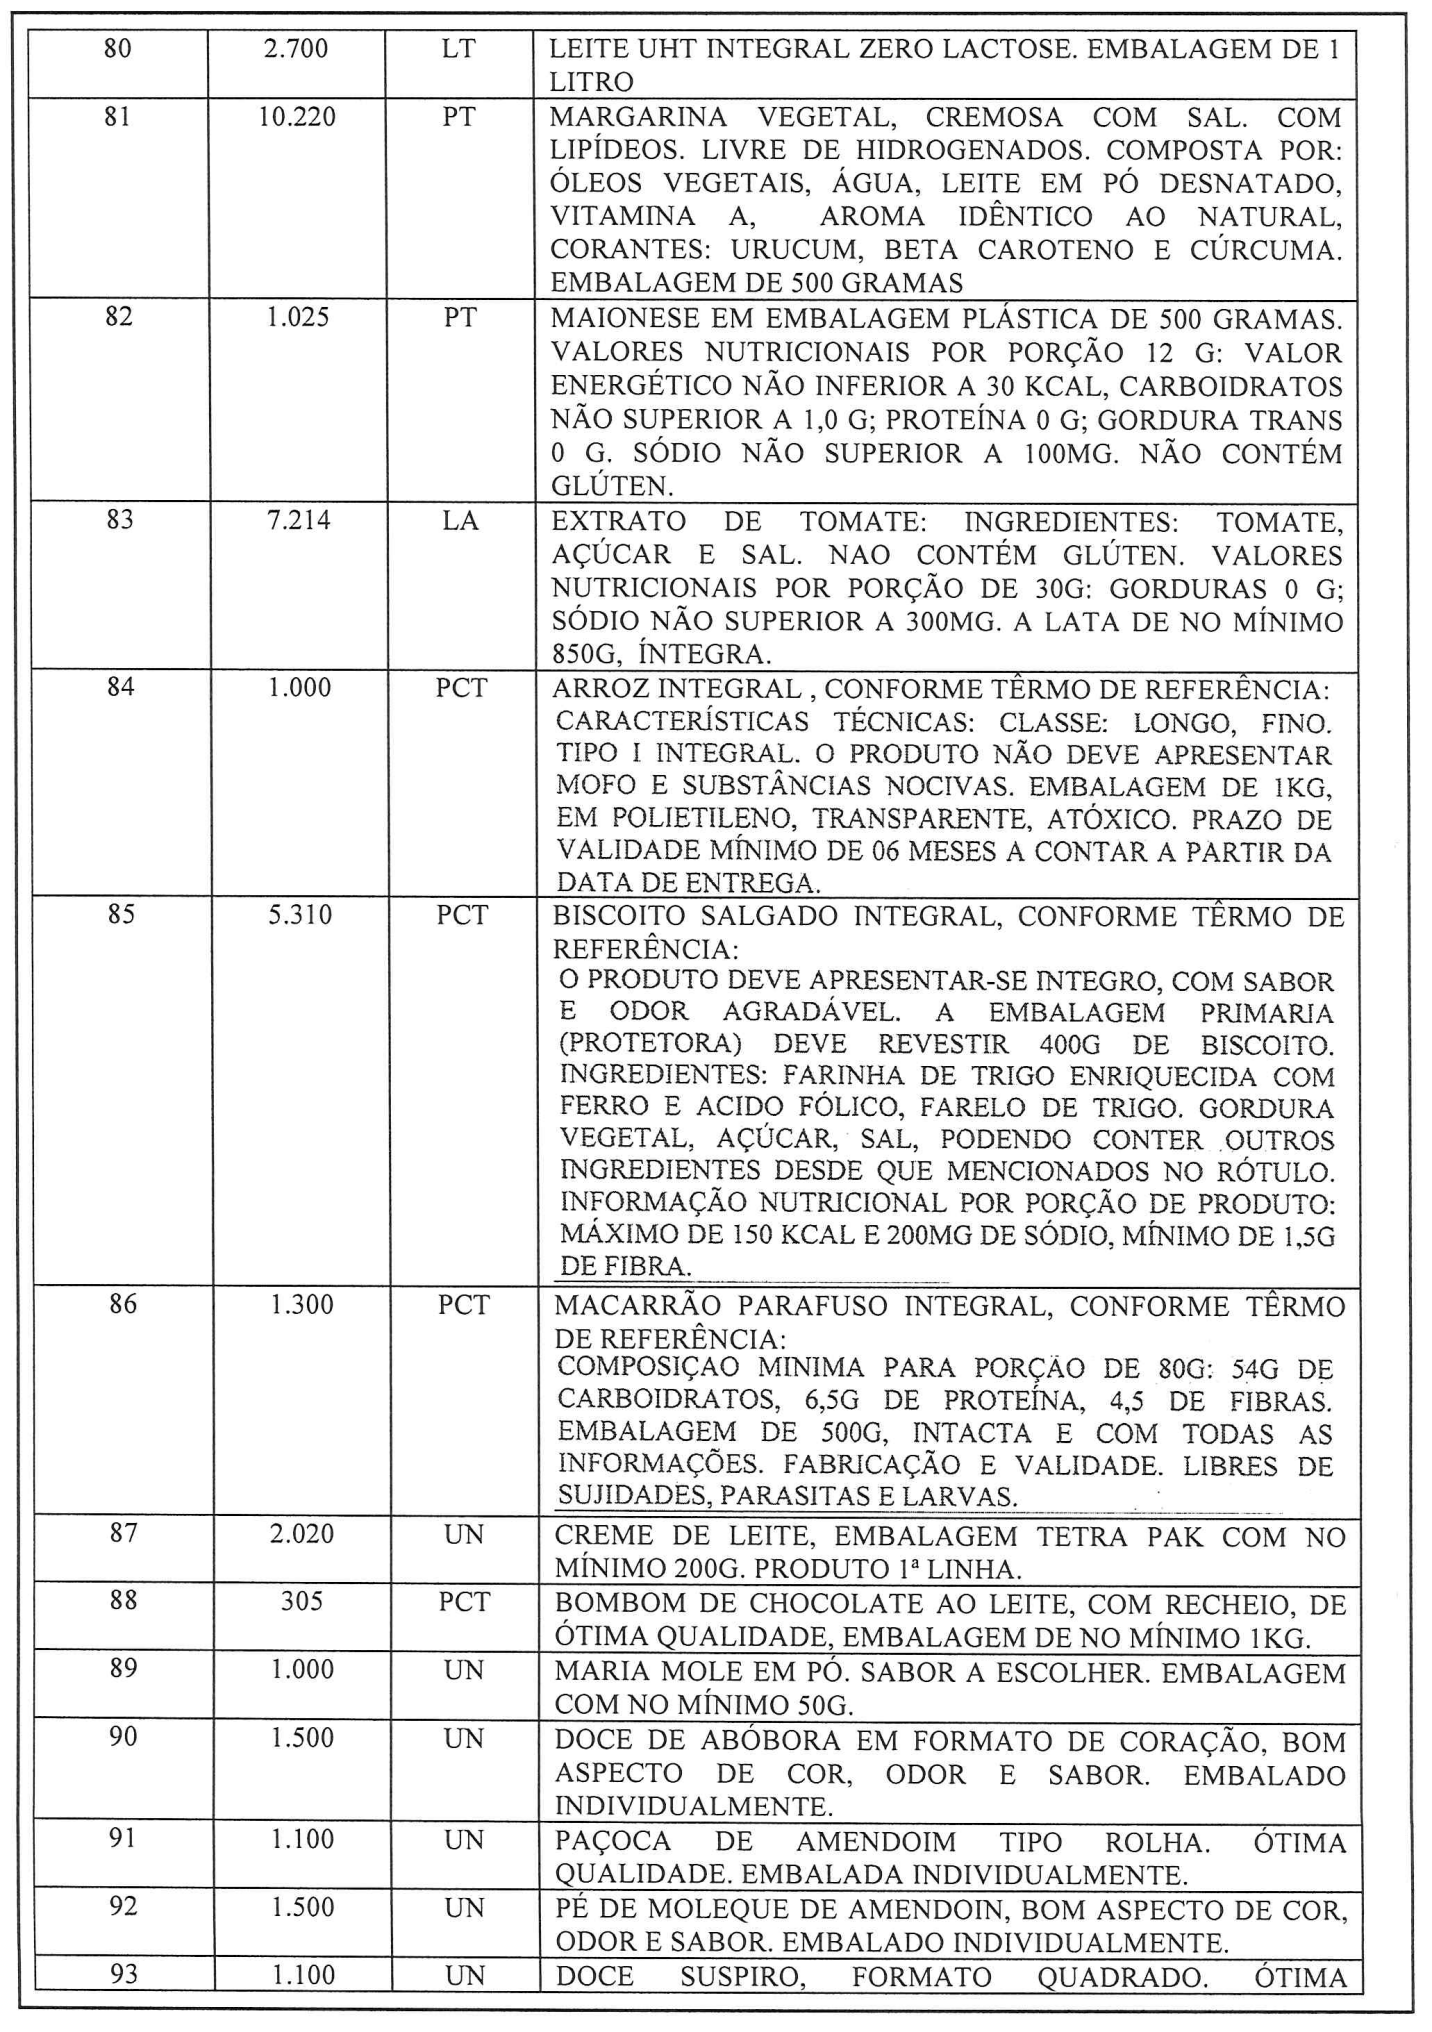 80 2.700 LT LEITE UHT INTEGRAL ZERO LACTOSE. EMBALAGEM DE 1
LITRO
81 10.220 PT MARGARINA VEGETAL, CREMOSA COM SAL. COM
LIPÍDEOS. LIVRE DE HIDROGENADOS. COMPOSTA POR:
ÓLEOS VEGETAIS, ÁGUA, LEITE EM PÓ DESNATADO,
VITAMINA A, AROMA IDÊNTICO AO NATURAL,
CORANTES: URUCUM, BETA CAROTENO E CÚRCUMA.
EMBALAGEM DE 500 GRAMAS
82 1.025 PT MAIONESE EM EMBALAGEM PLÁSTICA DE 500 GRAMAS.
VALORES NUTRICIONAIS POR PORÇÃO 12 G: VALOR
ENERGÉTICO NÃO INFERIOR A 30 KCAL, CARBOIDRATOS
NÃO SUPERIOR A 1,0 G; PROTEÍNA 0 G; GORDURA TRANS
0 G. SÓDIO NÃO SUPERIOR A 100MG. NÃO CONTÉM
GLÚTEN.
83 7.214 LA EXTRATO DE TOMATE: INGREDIENTES: TOMATE,
AÇÚCAR E SAL. NAO CONTÉM GLÚTEN. VALORES
NUTRICIONAIS POR PORÇÃO DE 30G: GORDURAS 0 G;
SÓDIO NÃO SUPERIOR A 300MG. A LATA DE NO MÍNIMO
850G, ÍNTEGRA.
84 1.000 PCT ARROZ INTEGRAL , CONFORME TÊRMO DE REFERÊNCIA:
CARACTERÍSTICAS TÉCNICAS: CLASSE: LONGO, FINO.
TIPO I INTEGRAL. O PRODUTO NÃO DEVE APRESENTAR
MOFO E SUBSTÂNCIAS NOCIVAS. EMBALAGEM DE 1KG,
EM POLIETILENO, TRANSPARENTE, ATÓXICO. PRAZO DE
VALIDADE MÍNIMO DE 06 MESES A CONTAR A PARTIR DA
DATA DE ENTREGA.
85 5.310 PCT BISCOITO SALGADO INTEGRAL, CONFORME TÊRMO DE
REFERÊNCIA:
O PRODUTO DEVE APRESENTAR-SE INTEGRO, COM SABOR
E ODOR AGRADÁVEL. A EMBALAGEM PRIMARIA
(PROTETORA) DEVE REVESTIR 400G DE BISCOITO.
INGREDIENTES: FARINHA DE TRIGO ENRIQUECIDA COM
FERRO E ACIDO FÓLICO, FARELO DE TRIGO. GORDURA
VEGETAL, AÇÚCAR, SAL, PODENDO CONTER OUTROS
INGREDIENTES DESDE QUE MENCIONADOS NO RÓTULO.
INFORMAÇÃO NUTRICIONAL POR PORÇÃO DE PRODUTO:
MÁXIMO DE 150 KCAL E 200MG DE SÓDIO, MÍNIMO DE 1,5G
DE FIBRA.
86 1.300 PCT MACARRÃO PARAFUSO INTEGRAL, CONFORME TÊRMO
DE REFERÊNCIA:
COMPOSIÇAO MINIMA PARA PORÇÃO DE 80G: 54G DE
CARBOIDRATOS, 6,5G DE PROTEÍNA, 4,5 DE FIBRAS.
EMBALAGEM DE 500G, INTACTA E COM TODAS AS
INFORMAÇÕES. FABRICAÇÃO E VALIDADE. LIBRES DE
SUJIDADES, PARASITAS E LARVAS.
87 2.020 UN CREME DE LEITE, EMBALAGEM TETRA PAK COM NO
MÍNIMO 200G. PRODUTO 1ª LINHA.
88 305 PCT BOMBOM DE CHOCOLATE AO LEITE, COM RECHEIO, DE
ÓTIMA QUALIDADE, EMBALAGEM DE NO MÍNIMO 1KG.
89 1.000 UN MARIA MOLE EM PÓ. SABOR A ESCOLHER. EMBALAGEM
COM NO MÍNIMO 50G.
90 1.500 UN DOCE DE ABÓBORA EM FORMATO DE CORAÇÃO, BOM
ASPECTO DE COR, ODOR E SABOR. EMBALADO
INDIVIDUALMENTE.
91 1.100 UN PAÇOCA DE AMENDOIM TIPO ROLHA. ÓTIMA
QUALIDADE. EMBALADA INDIVIDUALMENTE.
92 1.500 UN PÉ DE MOLEQUE DE AMENDOIN, BOM ASPECTO DE COR,
ODOR E SABOR. EMBALADO INDIVIDUALMENTE.
93 1.100 UN DOCE SUSPIRO, FORMATO QUADRADO. ÓTIMA